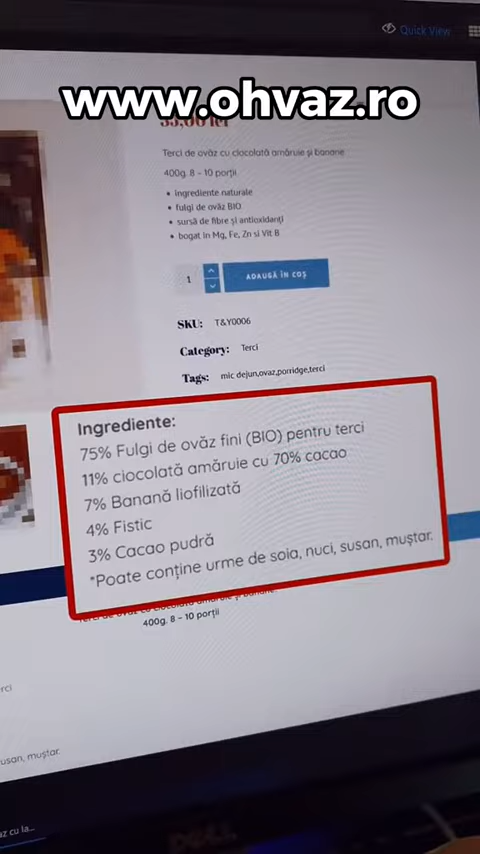 Quick View
www.ohvaz.ro
Terci de ovăz cu ciocolată amăruie și banane
400g. 8 - 10 porții
• ingrediente naturale
• fulgi de ovăz BIO
• sursă de fibre și antioxidanți
• bogat in Mg, Fe, Zn si Vit B
1
ADAUGĂ ÎN COȘ
SKU: T&Y0006
Category: Terci
Tags: mic dejun,ovaz,porridge,terci
Ingrediente:
75% Fulgi de ovăz fini (BIO) pentru terci
11% ciocolată amăruie cu 70% cacao
7% Banană liofilizată
4% Fistic
3% Cacao pudră
*Poate conține urme de soia, nuci, susan, muștar.
400g. 8 - 10 porții
muștar.
DELL